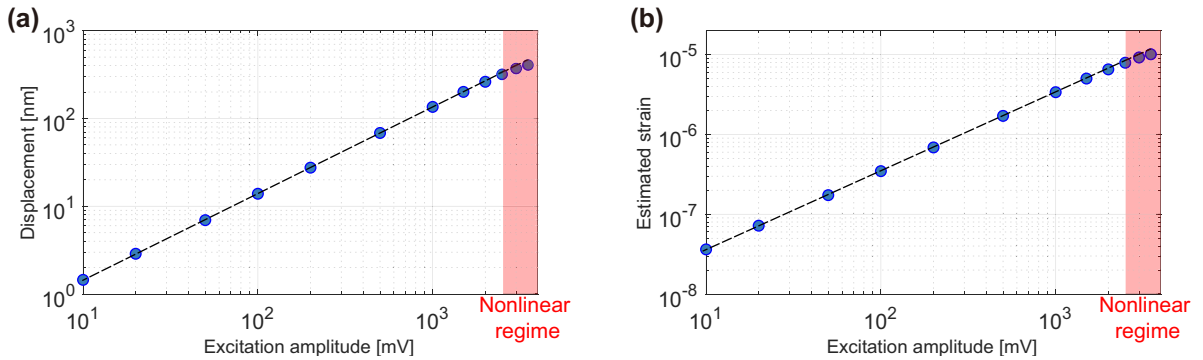 (a)
Displacement [nm]
10^3
10^2
10^1
10^0
10^1
10^2
10^3
Nonlinear
regime
Excitation amplitude [mV]
(b)
Estimated strain
10^-5
10^-6
10^-7
10^-8
10^1
10^2
10^3
Nonlinear
regime
Excitation amplitude [mV]